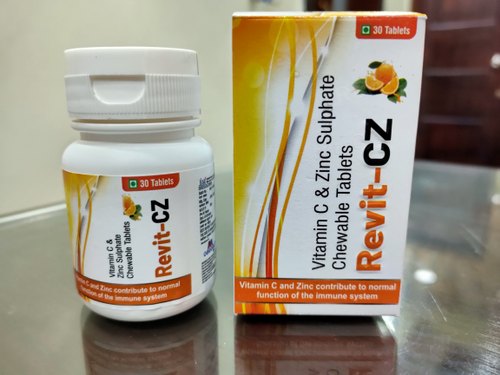 30 Tablets
Vitamin C &
Zinc Sulphate
Chewable Tablets
Revit-CZ
Vitamin C and Zinc contribute to normal
function of the immune system
30 Tablets
Vitamin C & Zinc Sulphate
Chewable Tablets
Revit-CZ
Vitamin C and Zinc contribute to normal
function of the immune system